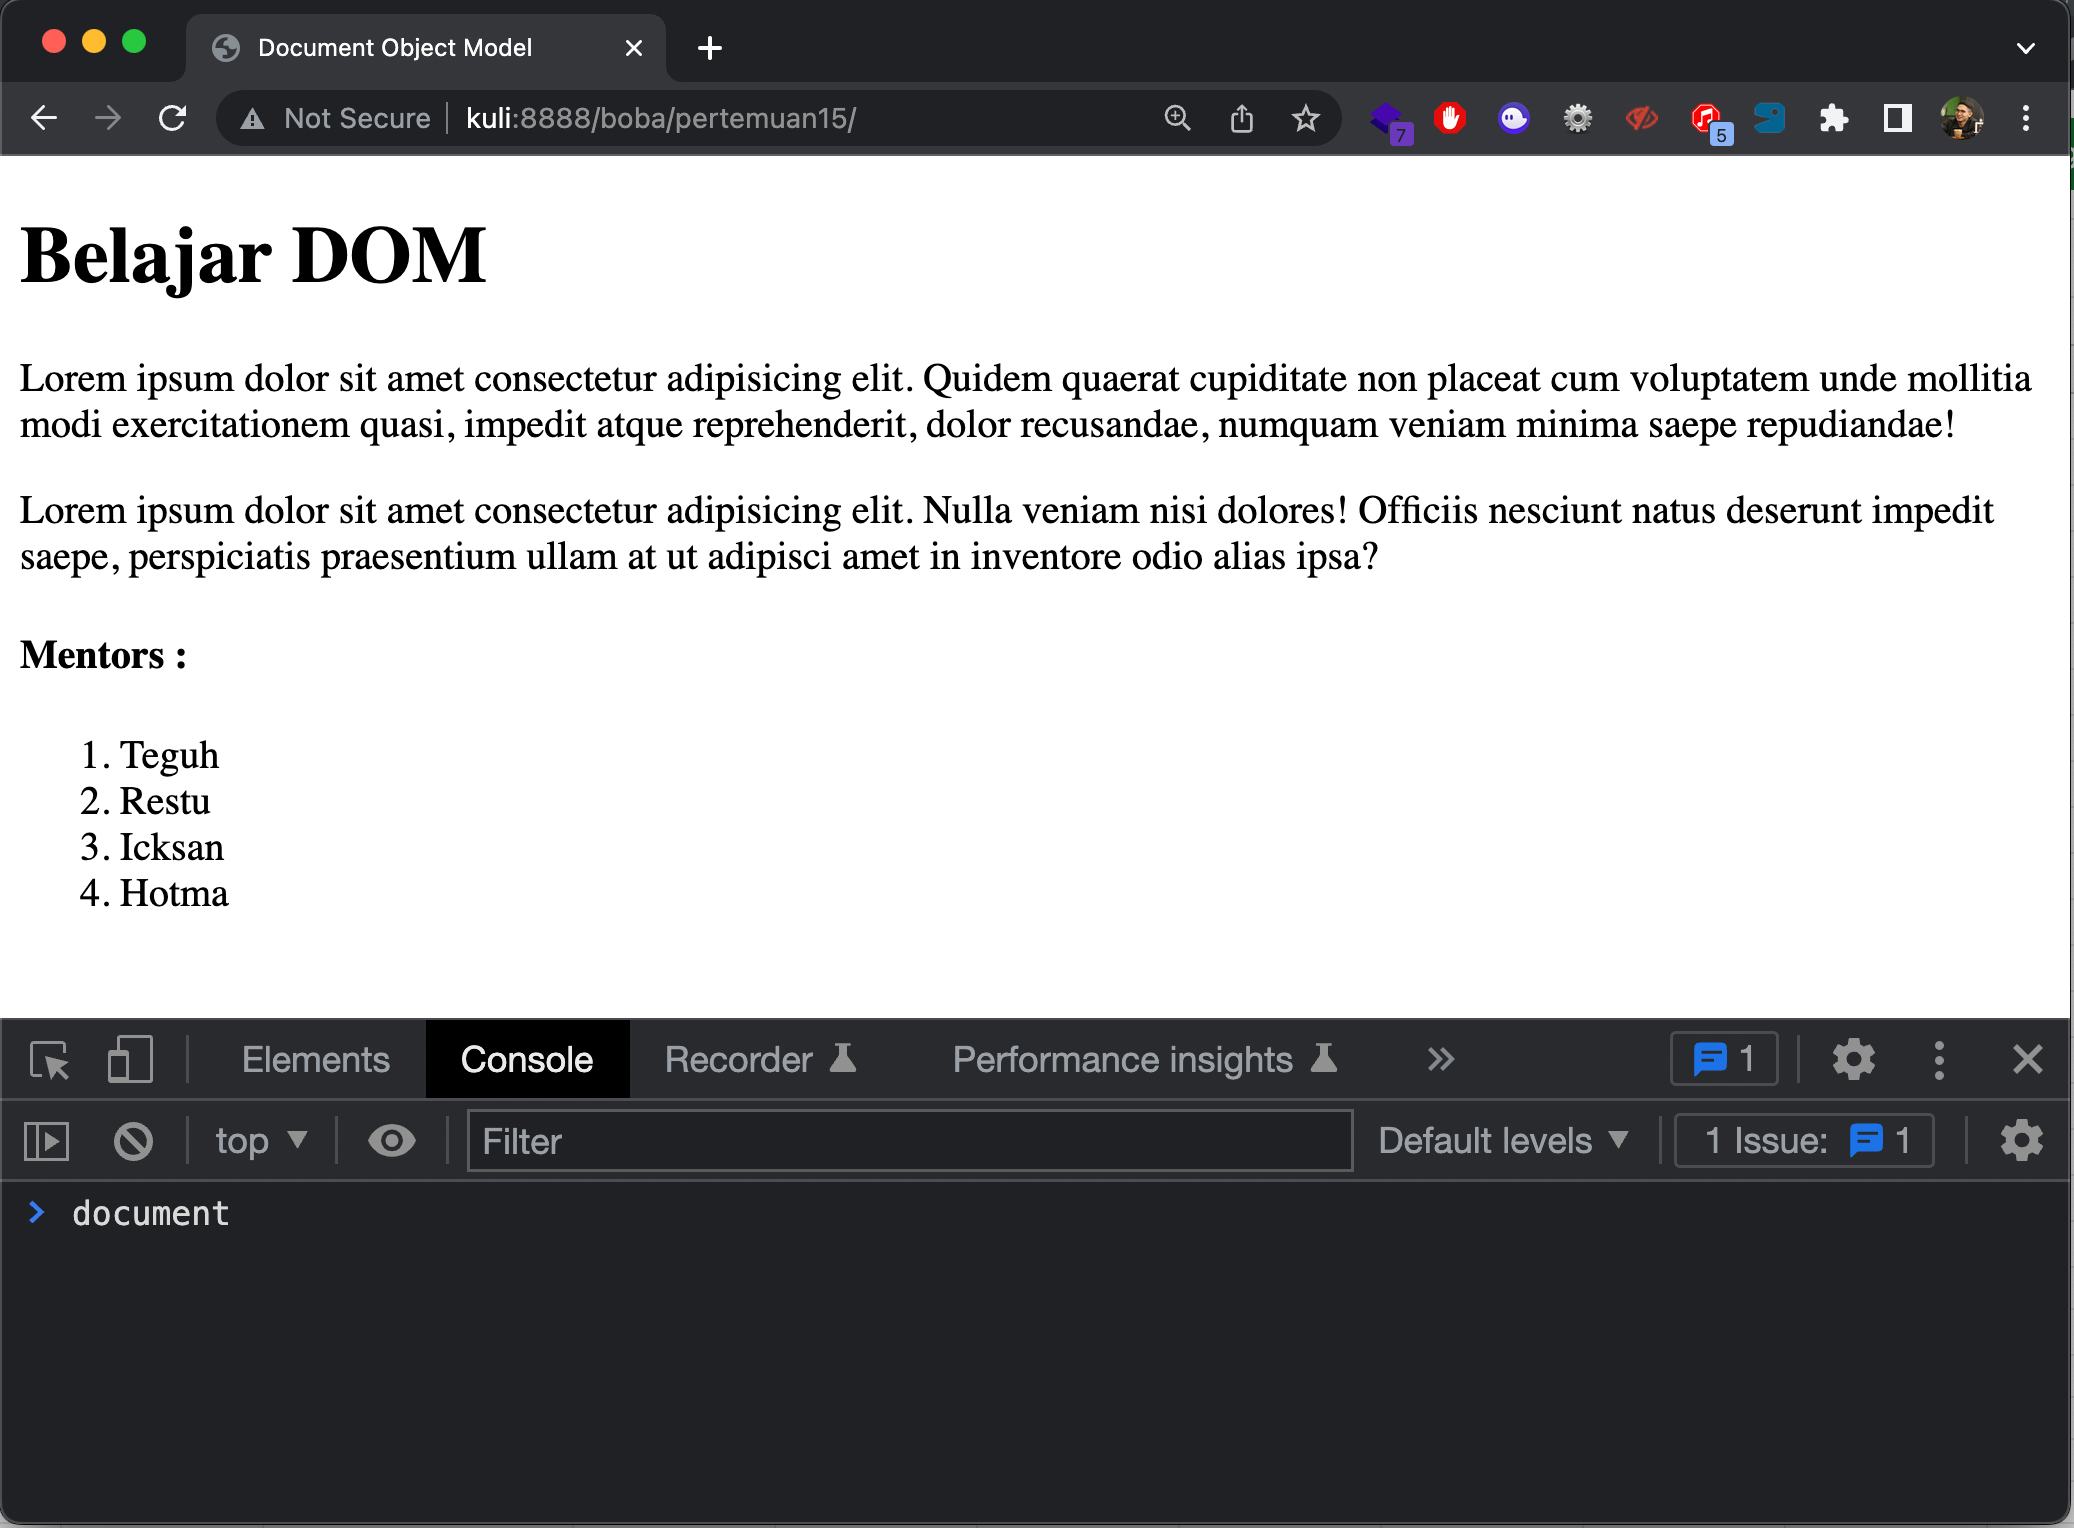 Document Object Model
Not Secure kuli:8888/boba/pertemuan15/
7
5
Belajar DOM
Lorem ipsum dolor sit amet consectetur adipisicing elit. Quidem quaerat cupiditate non placeat cum voluptatem unde mollitia
modi exercitationem quasi, impedit atque reprehenderit, dolor recusandae, numquam veniam minima saepe repudiandae!
Lorem ipsum dolor sit amet consectetur adipisicing elit. Nulla veniam nisi dolores! Officiis nesciunt natus deserunt impedit
saepe, perspiciatis praesentium ullam at ut adipisci amet in inventore odio alias ipsa?
Mentors :
1. Teguh
2. Restu
3. Icksan
4. Hotma
Elements Console Recorder Performance insights 1
top Filter Default levels 1 Issue: 1
document